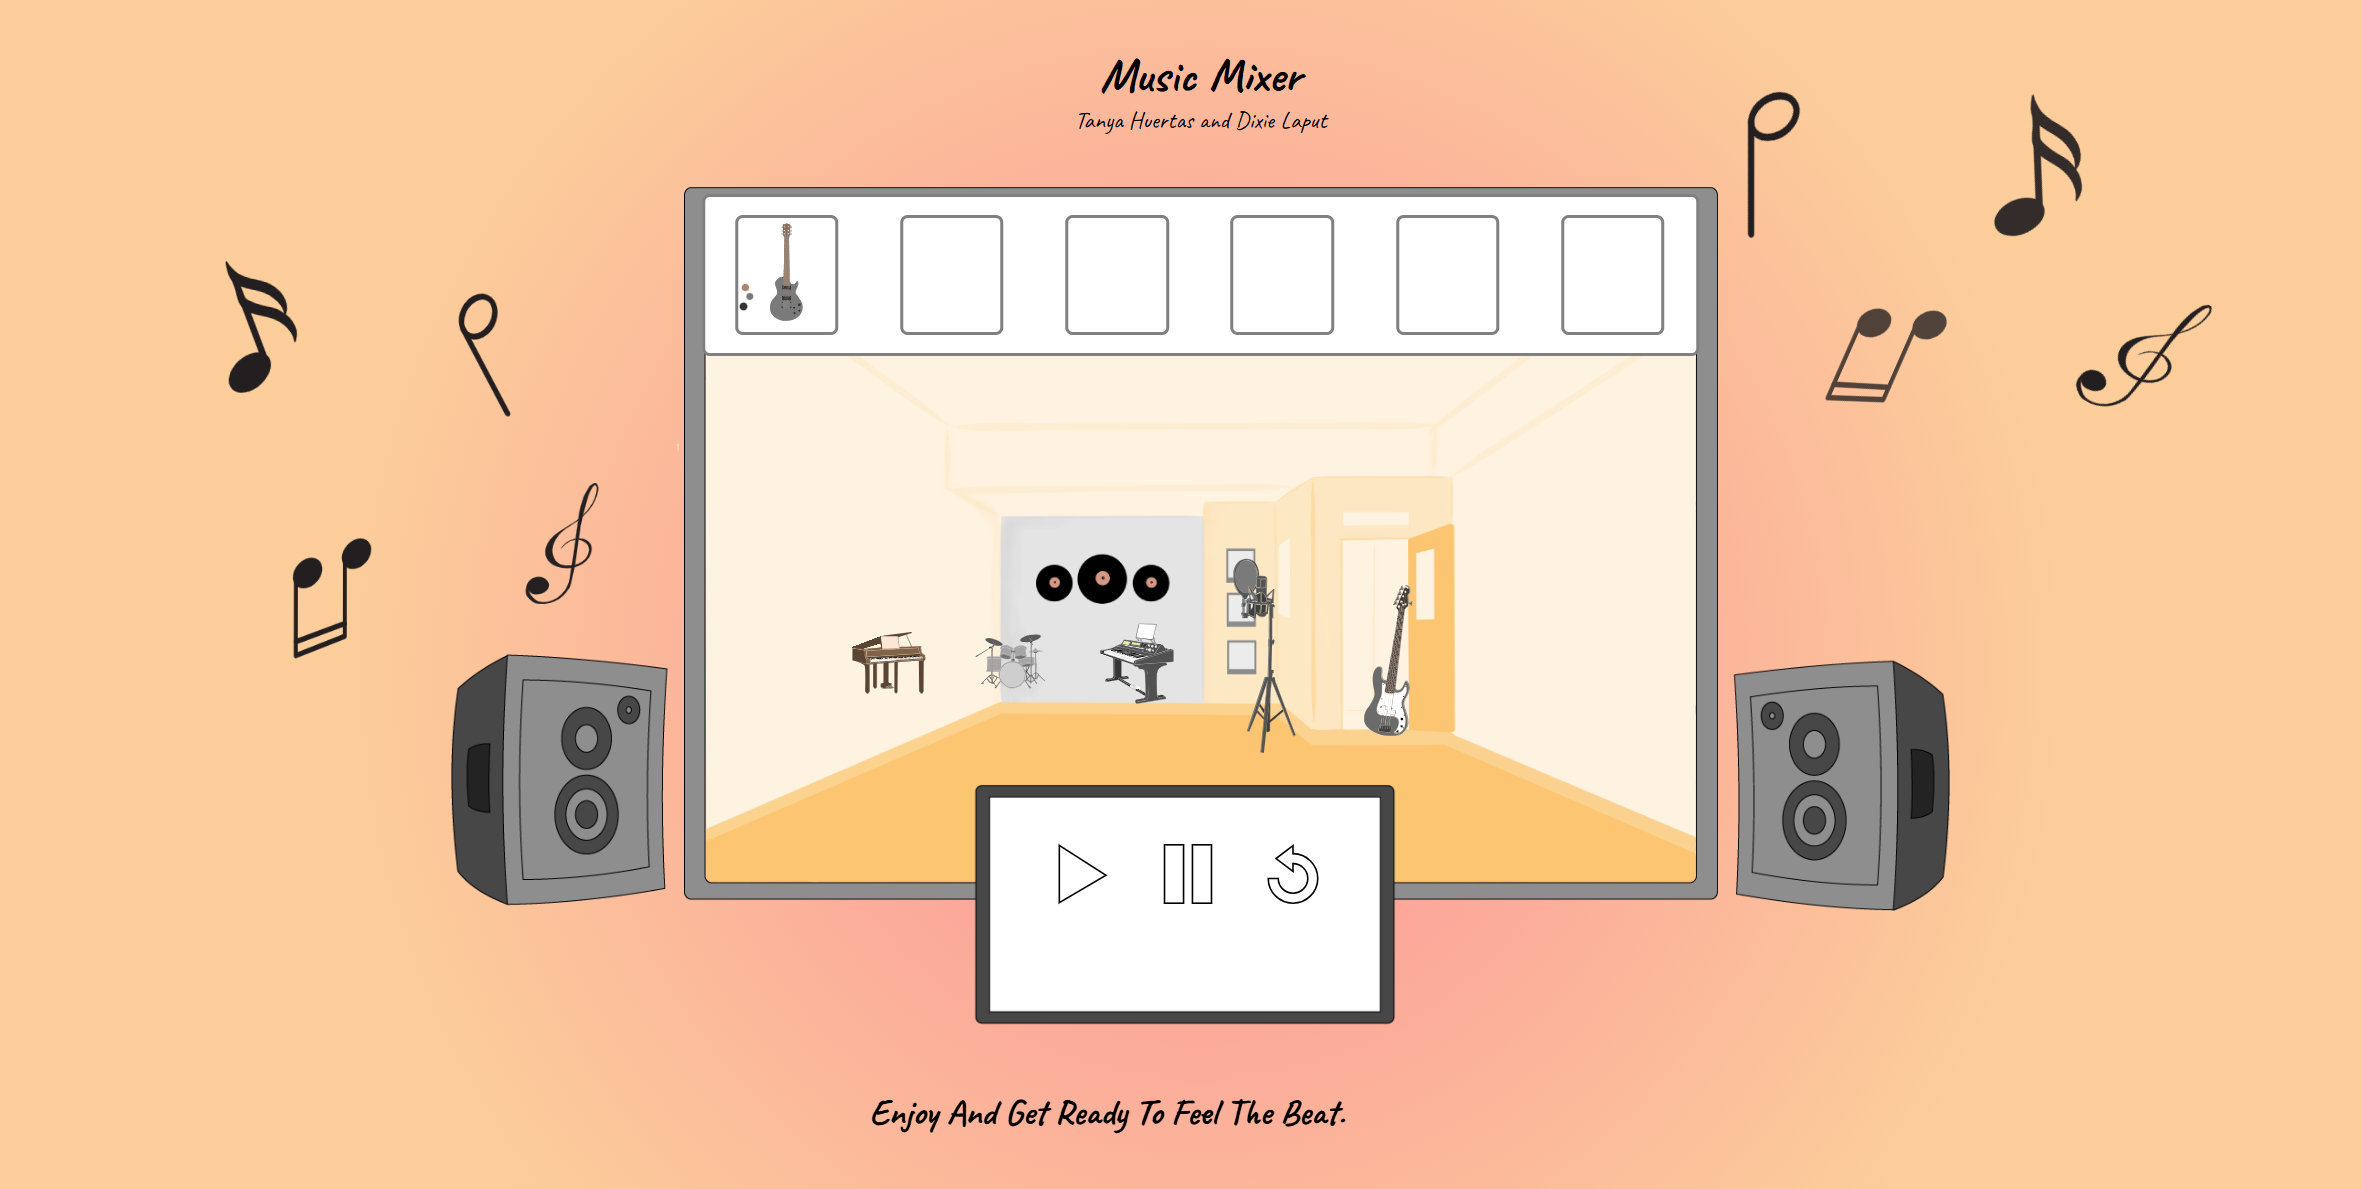 Music Mixer
Tanya Huertas and Dixie Laput
Enjoy And Get Ready To Feel The Beat.